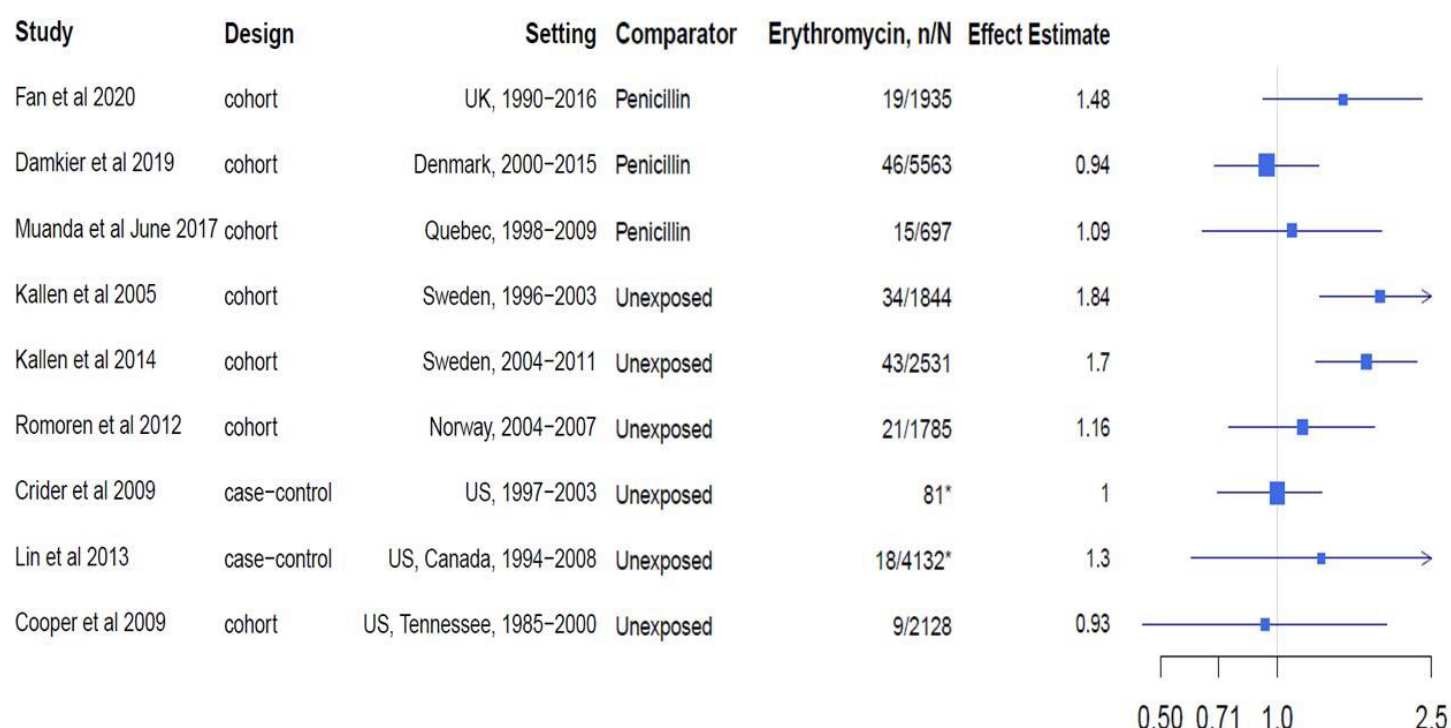 Study Design Setting Comparator Erythromycin, n/N Effect Estimate
Fan et al 2020 cohort UK, 1990−2016 Penicillin 19/1935 1.48
Damkier et al 2019 cohort Denmark, 2000−2015 Penicillin 46/5563 0.94
Muanda et al June 2017 cohort Quebec, 1998−2009 Penicillin 15/697 1.09
Kallen et al 2005 cohort Sweden, 1996−2003 Unexposed 34/1844 1.84
Kallen et al 2014 cohort Sweden, 2004−2011 Unexposed 43/2531 1.7
Romoren et al 2012 cohort Norway, 2004−2007 Unexposed 21/1785 1.16
Crider et al 2009 case−control US, 1997−2003 Unexposed 81* 1
Lin et al 2013 case−control US, Canada, 1994−2008 Unexposed 18/4132* 1.3
Cooper et al 2009 cohort US, Tennessee, 1985−2000 Unexposed 9/2128 0.93
0.50 0.71 1.0 2.5